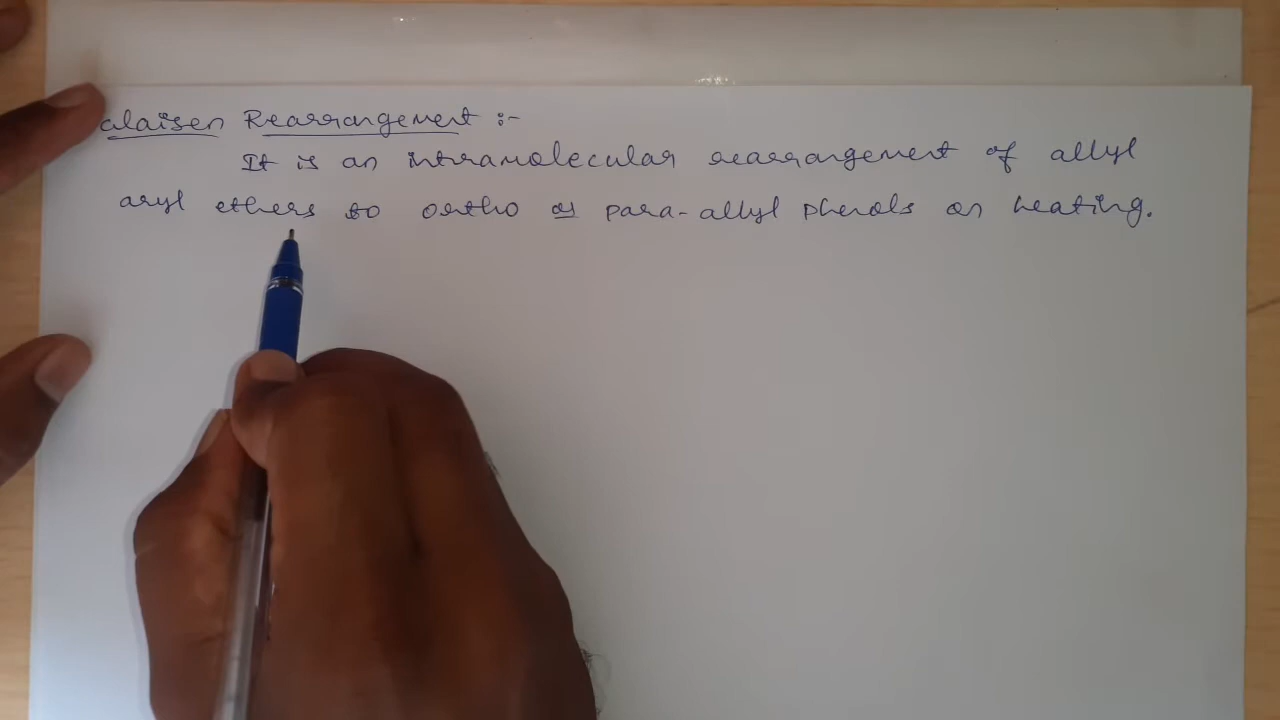 Claisen Rearrangement :-
It is an intramolecular rearrangement of allyl
aryl ethers to ortho or para-allyl phenols on heating.